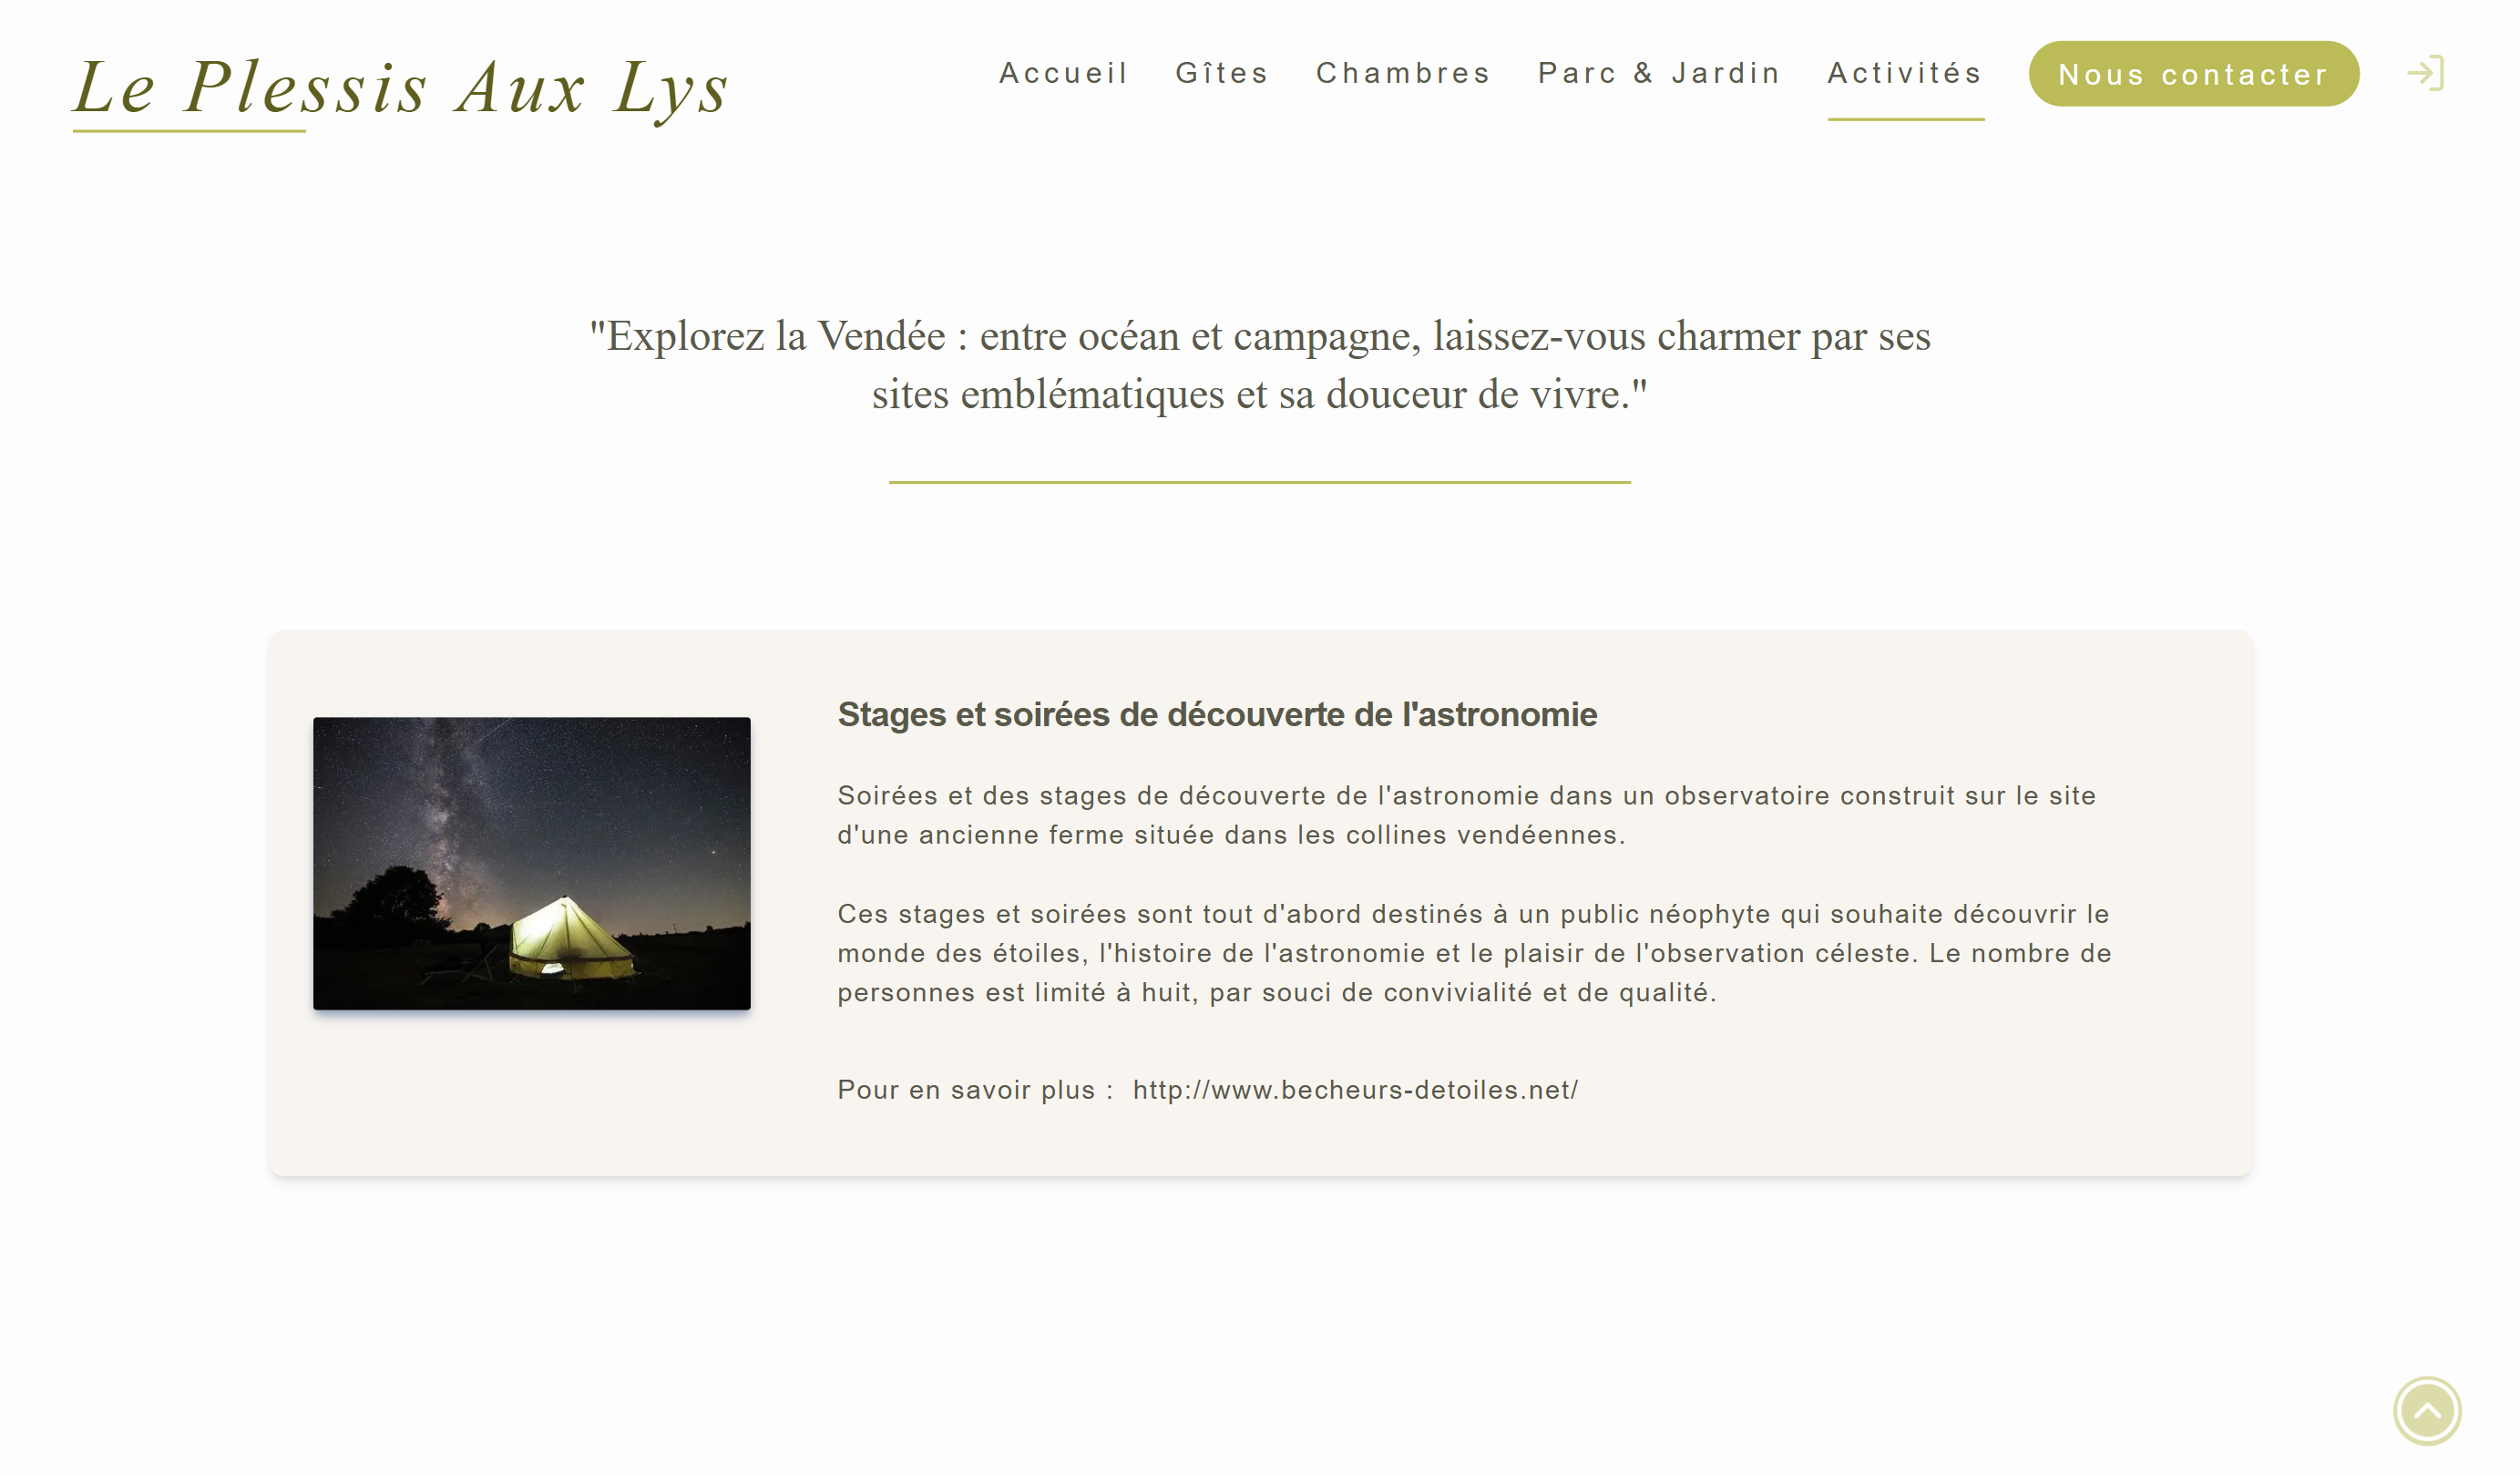 Le Plessis Aux Lys
Accueil
Gîtes
Chambres
Parc & Jardin
Activités
Nous contacter
"Explorez la Vendée : entre océan et campagne, laissez-vous charmer par ses
sites emblématiques et sa douceur de vivre."
Stages et soirées de découverte de l'astronomie
Soirées et des stages de découverte de l'astronomie dans un observatoire construit sur le site
d'une ancienne ferme située dans les collines vendéennes.
Ces stages et soirées sont tout d'abord destinés à un public néophyte qui souhaite découvrir le
monde des étoiles, l'histoire de l'astronomie et le plaisir de l'observation céleste. Le nombre de
personnes est limité à huit, par souci de convivialité et de qualité.
Pour en savoir plus : http://www.becheurs-detoiles.net/